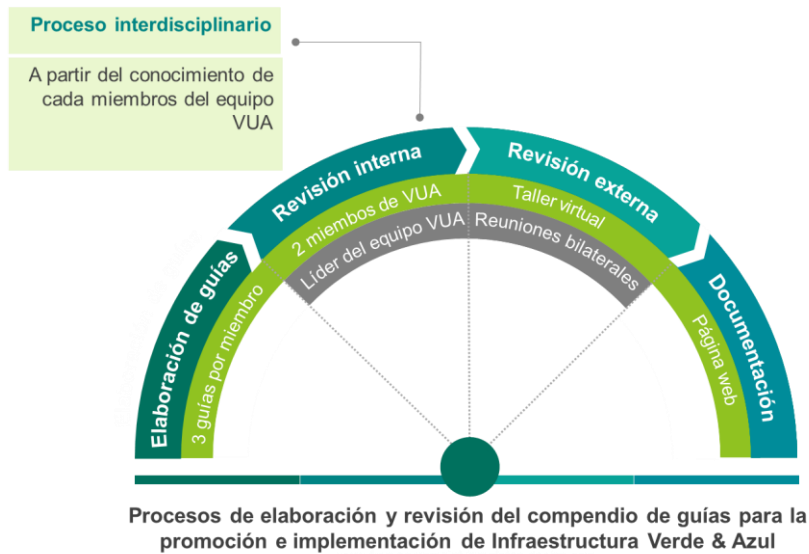 Proceso interdisciplinario
A partir del conocimiento de
cada miembros del equipo
VUA
Elaboración de guías
3 guías por miembro
Revisión interna
2 miembos de VUA
Líder del equipo VUA
Revisión externa
Taller virtual
Reuniones bilaterales
Documentación
Página web
Procesos de elaboración y revisión del compendio de guías para la
promoción e implementación de Infraestructura Verde & Azul